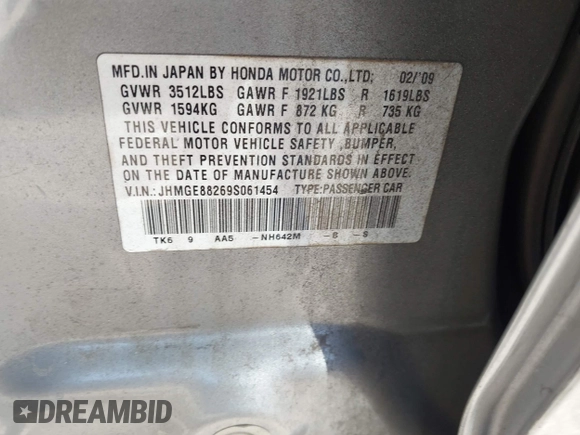 MFD.IN JAPAN BY HONDA MOTOR CO.,LTD; 02/'09
GVWR 3512LBS GAWR F 1921LBS R 1619LBS
GVWR 1594KG GAWR F 872 KG R 735 KG
THIS VEHICLE CONFORMS TO ALL APPLICABLE
FEDERAL MOTOR VEHICLE SAFETY ,BUMPER,
AND THEFT PREVENTION STANDARDS IN EFFECT
ON THE DATE OF MANUFACTURE SHOWN ABOVE.
V.I.N.: JHMGE88269S061454 TYPE:PASSENGER CAR
TK6 9 AA5 -NH642M -B -S
DREAMBID